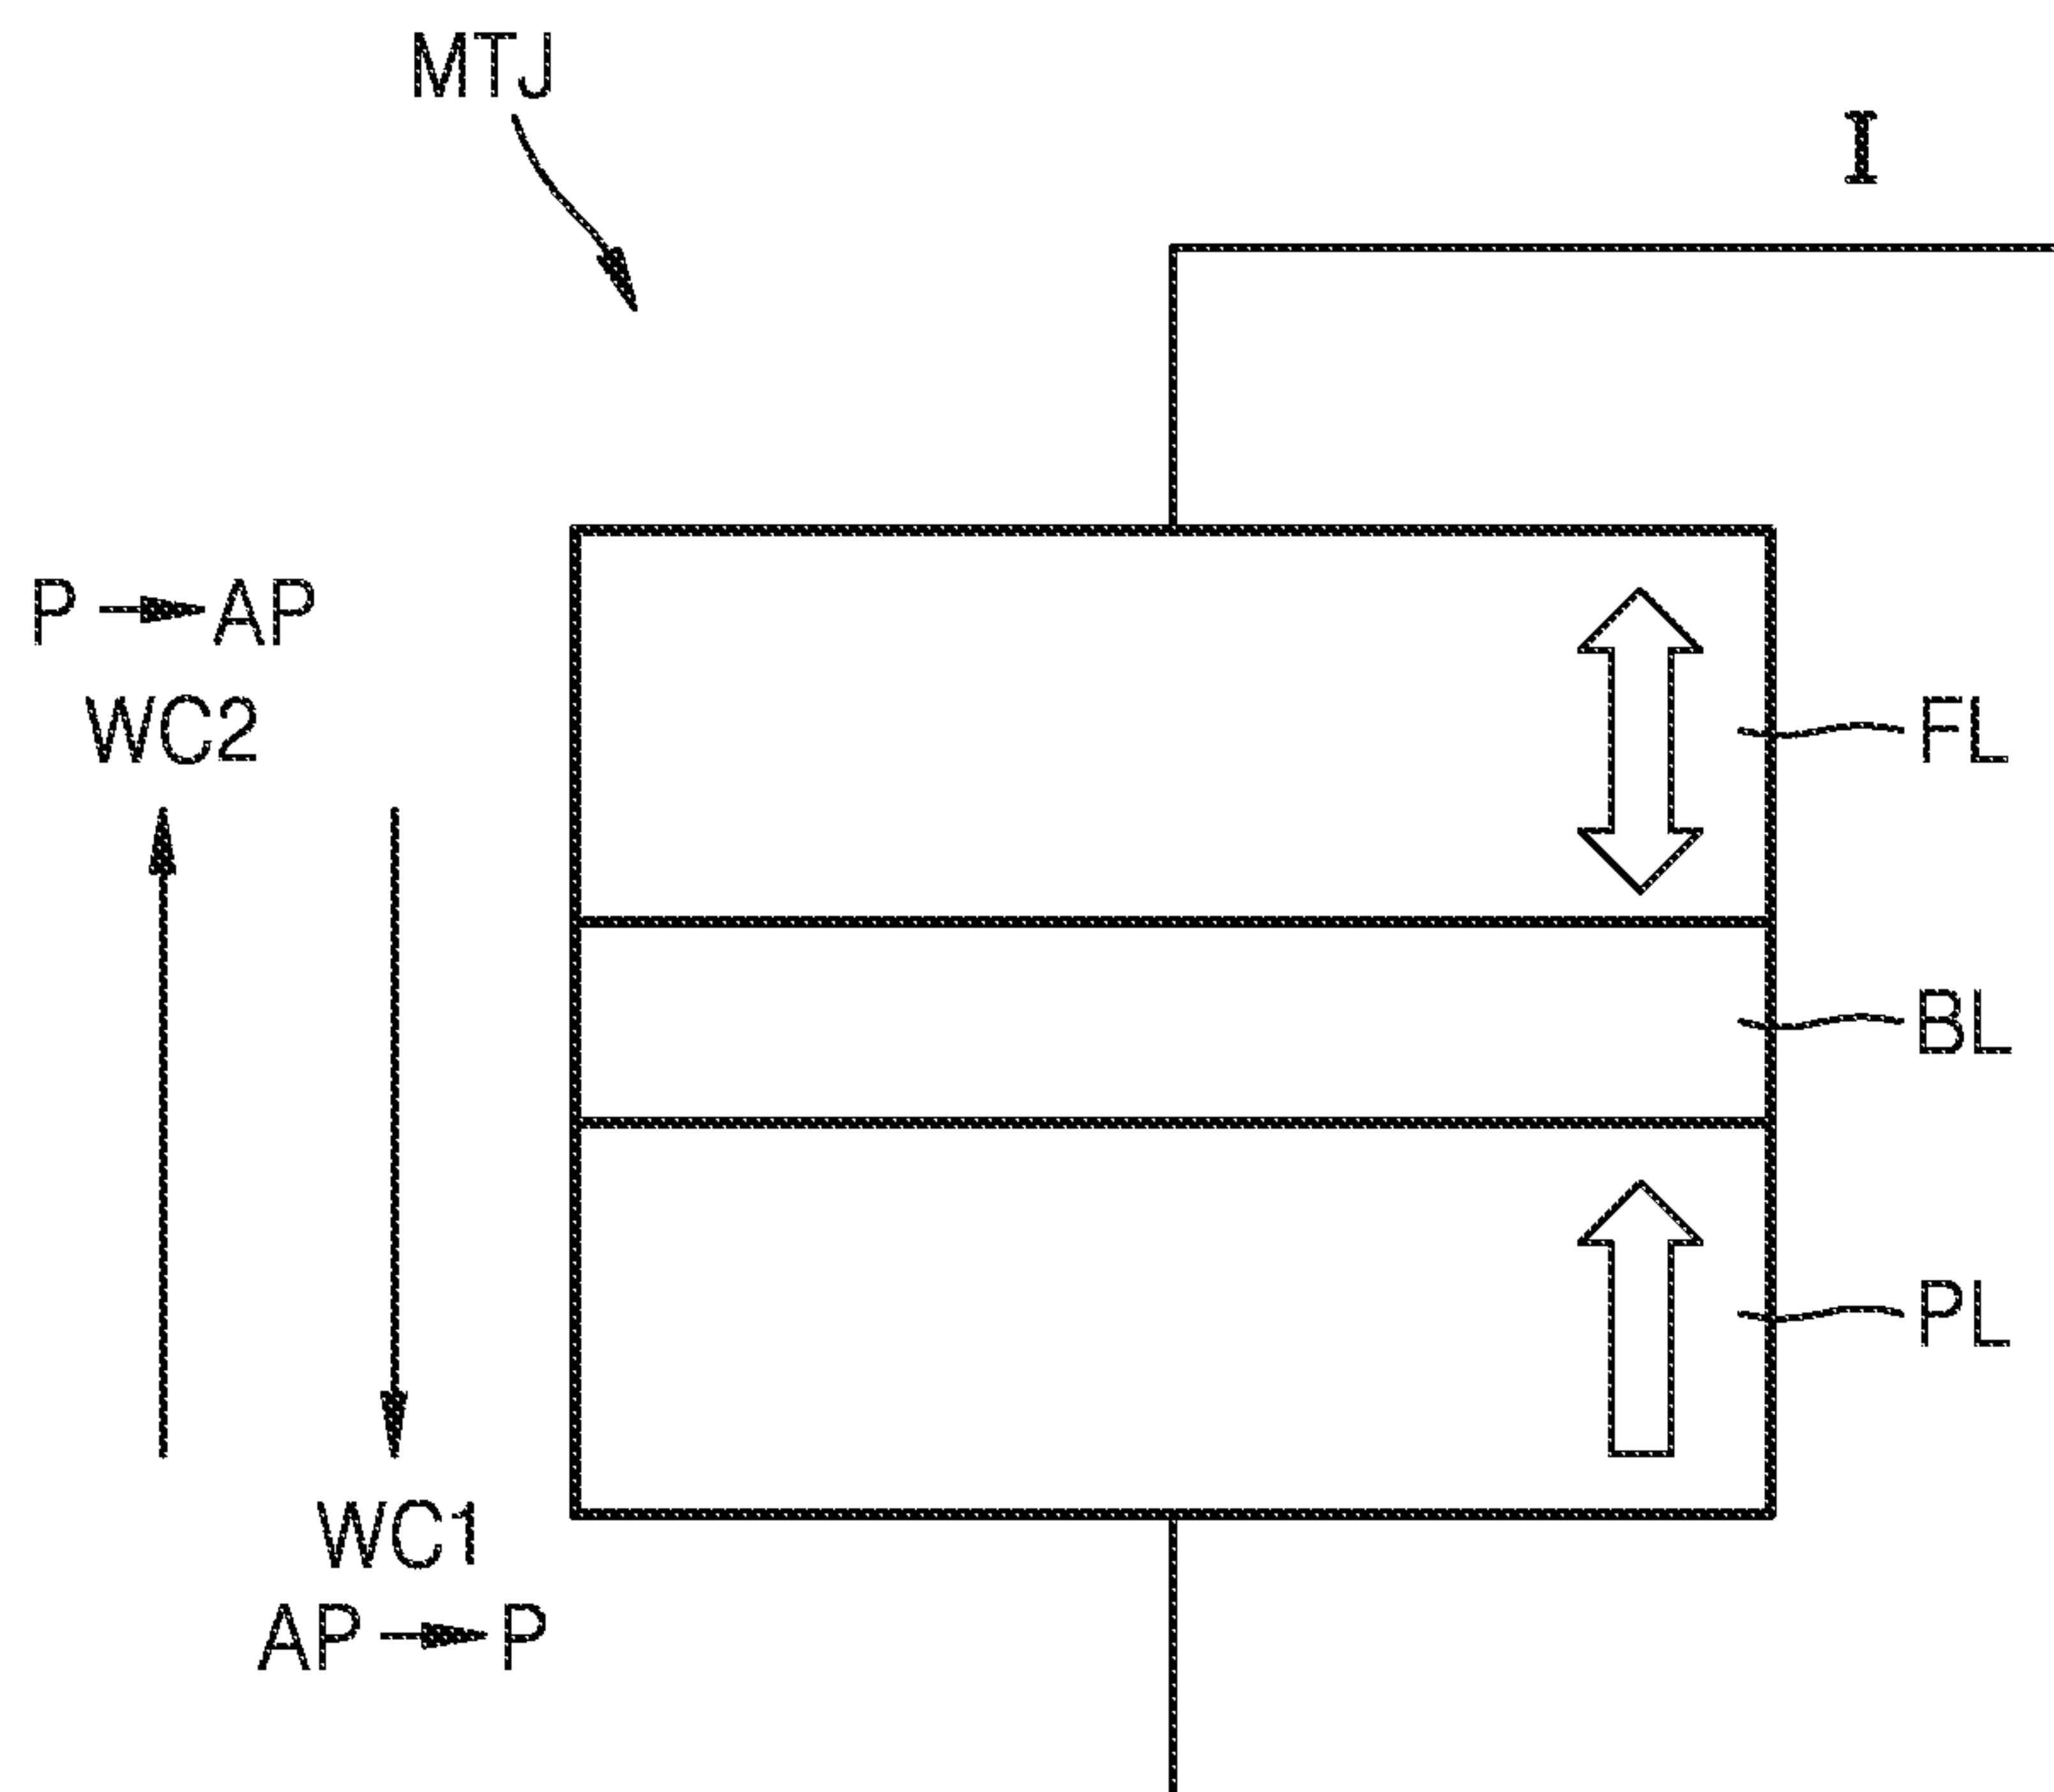 MTJ
I
P → AP
WC2
FL
BL
PL
WC1
AP → P